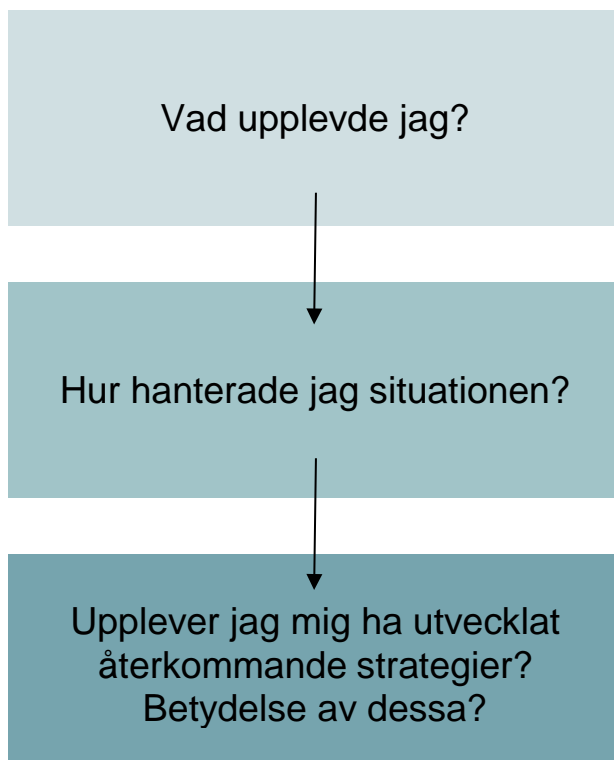 Vad upplevde jag?
Hur hanterade jag situationen?
Upplever jag mig ha utvecklat
återkommande strategier?
Betydelse av dessa?